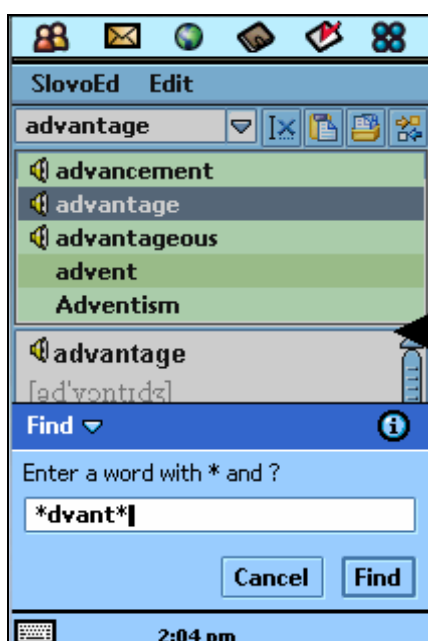 SlovoEd Edit
advantage
advancement
advantage
advantageous
advent
Adventism
advantage
[ədˈvɒntɪdʒ]
Find
Enter a word with * and ?
*dvant*
Cancel Find
2:04 pm